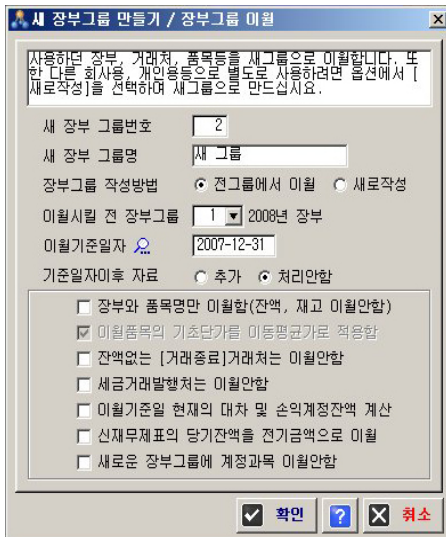 새 장부그룹 만들기 / 장부그룹 이월
사용하던 장부, 거래처, 품목등을 새그룹으로 이월합니다. 또
한 다른 회사용, 개인용등으로 별도로 사용하려면 옵션에서 [
새로작성]을 선택하여 새그룹으로 만드십시요.
새 장부 그룹번호 2
새 장부 그룹명 새 그룹
장부그룹 작성방법 전그룹에서 이월 새로작성
이월시킬 전 장부그룹 1 2008년 장부
이월기준일자 2007-12-31
기준일자이후 자료 추가 처리안함
장부와 품목명만 이월함(잔액, 재고 이월안함)
이월품목의 기초단가를 이동평균가로 적용함
잔액없는 [거래종료]거래처는 이월안함
세금거래발행처는 이월안함
이월기준일 현재의 대차 및 손익계정잔액 계산
신재무제표의 당기잔액을 전기금액으로 이월
새로운 장부그룹에 계정과목 이월안함
확인 ? 취소